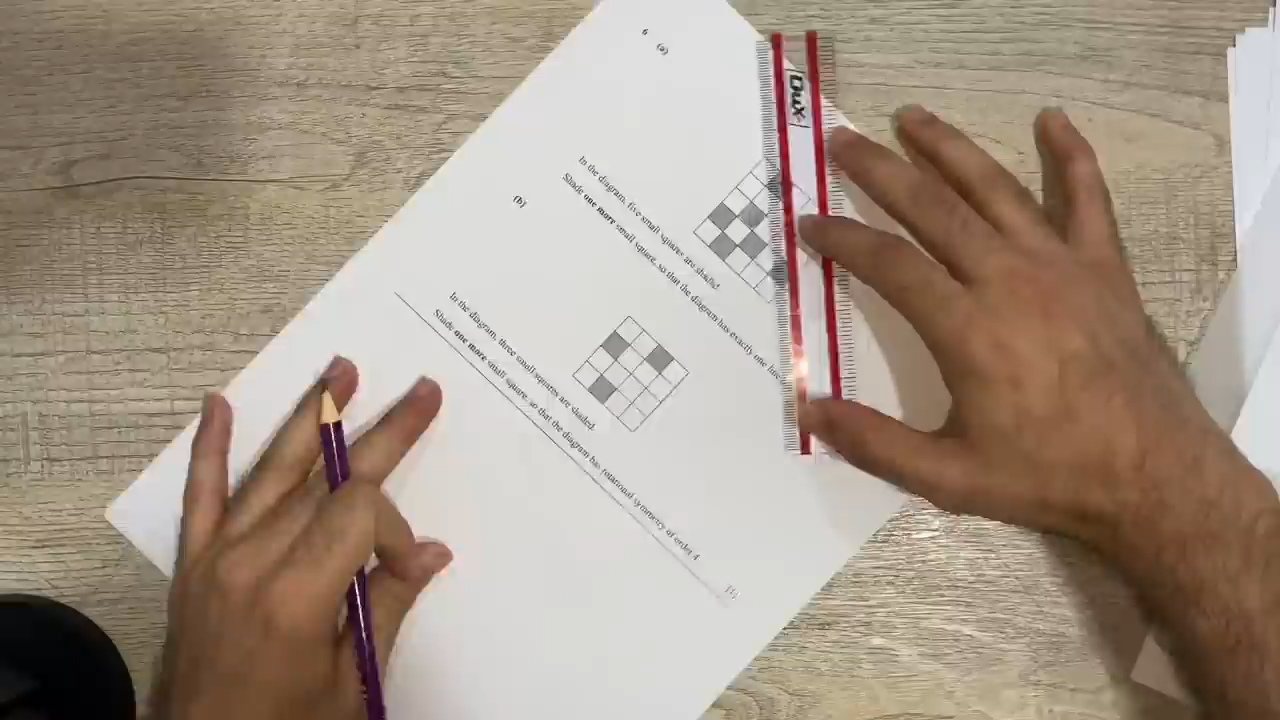 6 (a)
In the diagram, five small squares are shaded.
Shade one more small square, so that the diagram has exactly one line
(b)
In the diagram, three small squares are shaded.
Shade one more small square, so that the diagram has rotational symmetry of order 4
(1)
Dux